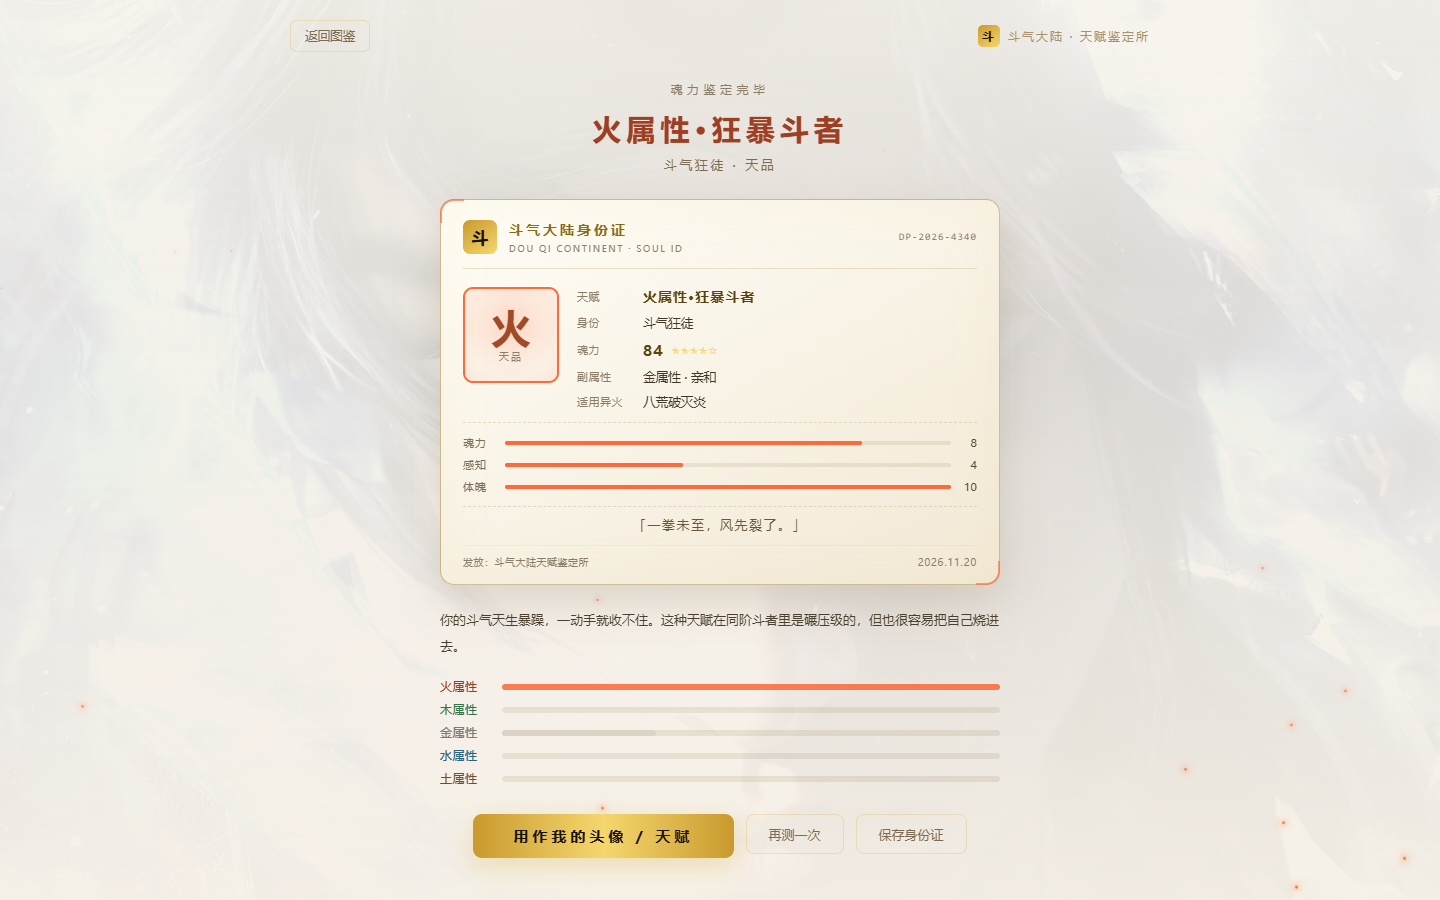 返回图鉴
斗 斗气大陆 · 天赋鉴定所
魂力鉴定完毕
火属性•狂暴斗者
斗气狂徒 · 天品
斗 斗气大陆身份证
DOU QI CONTINENT · SOUL ID
DP-2026-4340
火
天品
天赋 火属性•狂暴斗者
身份 斗气狂徒
魂力 84 ★★★★☆
副属性 金属性 · 亲和
适用异火 八荒破灭炎
魂力 8
感知 4
体魄 10
「一拳未至，风先裂了。」
发放：斗气大陆天赋鉴定所 2026.11.20
你的斗气天生暴躁，一动手就收不住。这种天赋在同阶斗者里是碾压级的，但也很容易把自己烧进
去。
火属性
木属性
金属性
水属性
土属性
用作我的头像 / 天赋
再测一次
保存身份证